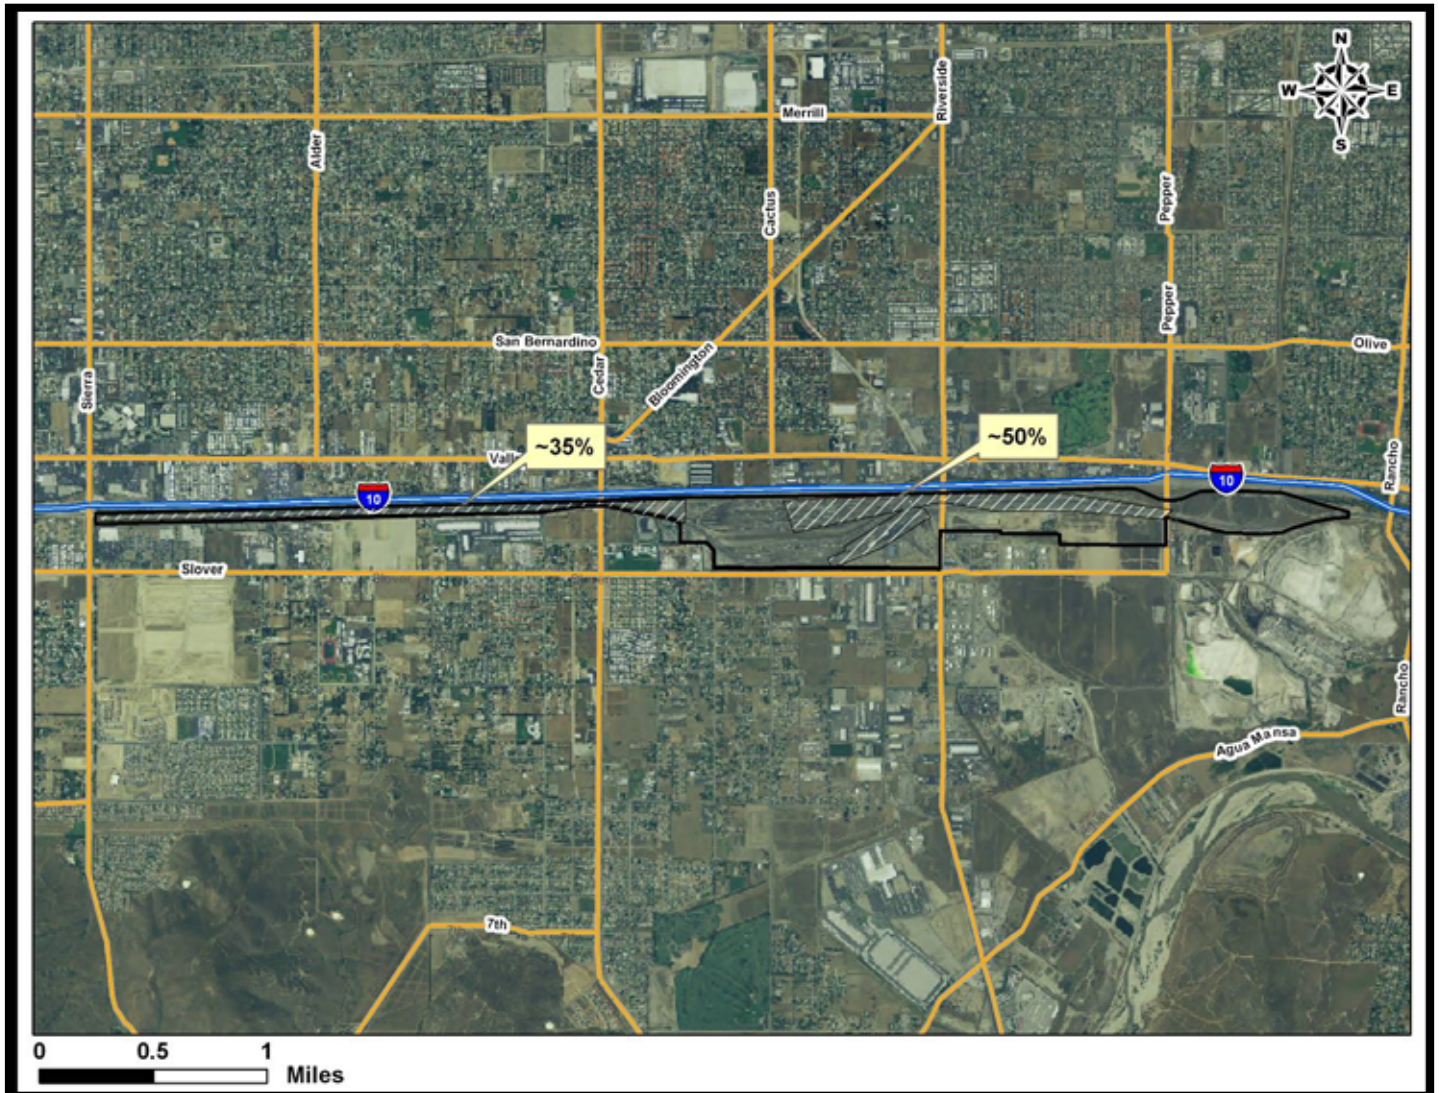 N
W E
S
Merrill
Riverside
Alder
Cactus
Pepper
Pepper
San Bernardino
Olive
Sierra
Cedar
Bloomington
~35%
~50%
Rancho
10
10
Slover
Rancho
Agua Mansa
7th
0 0.5 1
Miles